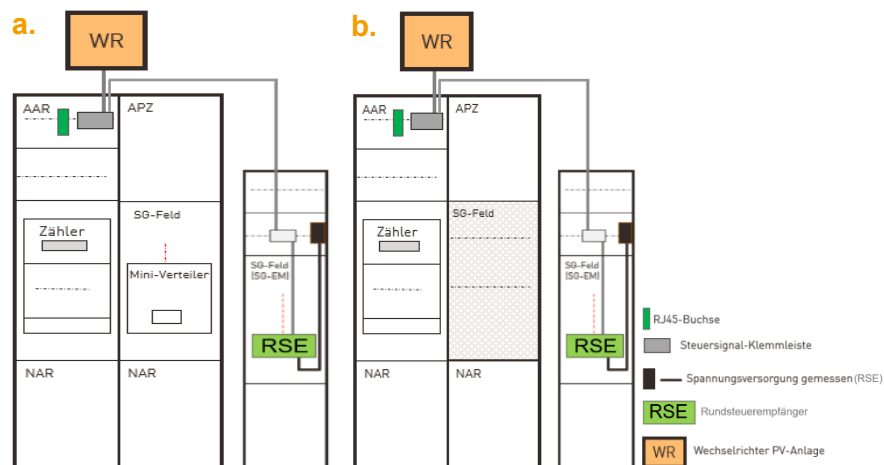 a.
WR
AAR
APZ
Zähler
SG-Feld
Mini-Verteiler
NAR
NAR
SG-Feld
(SG-EM)
RSE
b.
WR
AAR
APZ
Zähler
SG-Feld
NAR
NAR
SG-Feld
(SG-EM)
RSE
RJ45-Buchse
Steuersignal-Klemmleiste
Spannungsversorgung gemessen (RSE)
RSE Rundsteuerempfänger
WR Wechselrichter PV-Anlage